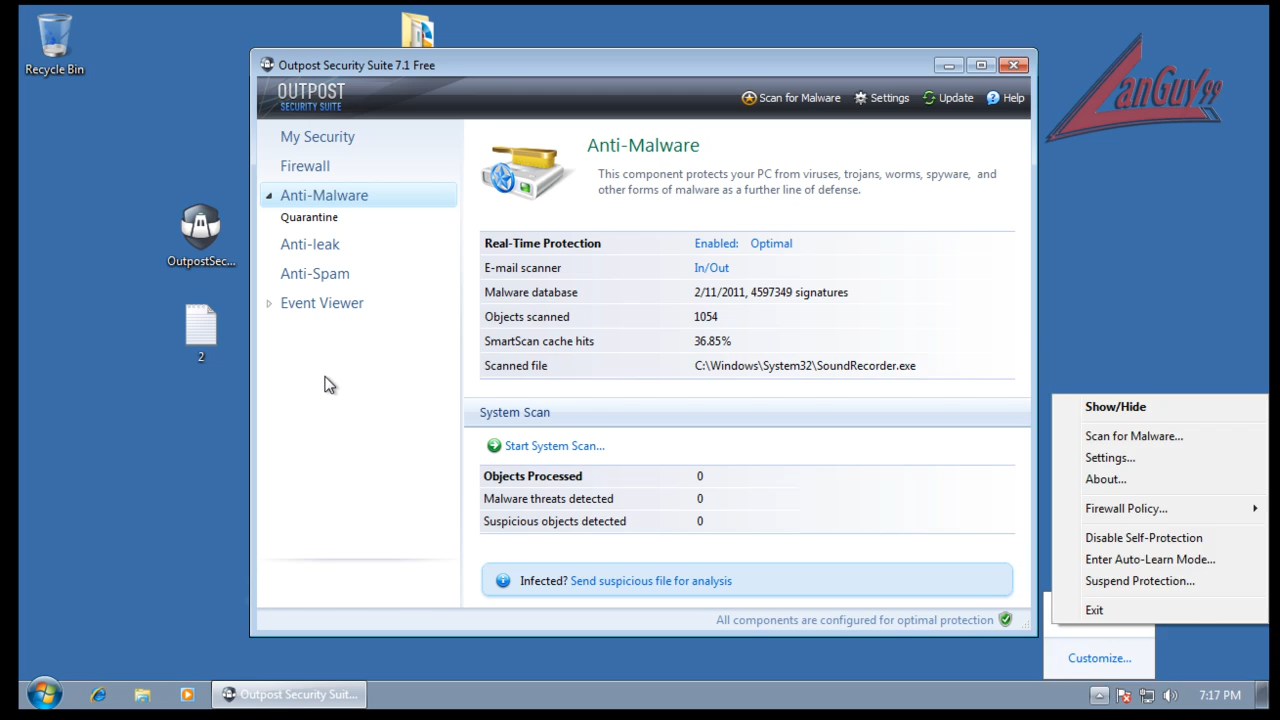 Recycle Bin
OutpostSec...
2
Outpost Security Suite 7.1 Free
OUTPOST
SECURITY SUITE
Scan for Malware
Settings
Update
Help
My Security
Firewall
Anti-Malware
Quarantine
Anti-leak
Anti-Spam
Event Viewer
Anti-Malware
This component protects your PC from viruses, trojans, worms, spyware, and
other forms of malware as a further line of defense.
Real-Time Protection Enabled: Optimal
E-mail scanner In/Out
Malware database 2/11/2011, 4597349 signatures
Objects scanned 1054
SmartScan cache hits 36.85%
Scanned file C:\Windows\System32\SoundRecorder.exe
System Scan
Start System Scan...
Objects Processed 0
Malware threats detected 0
Suspicious objects detected 0
Infected? Send suspicious file for analysis
All components are configured for optimal protection
LanGuy99
Show/Hide
Scan for Malware...
Settings...
About...
Firewall Policy...
Disable Self-Protection
Enter Auto-Learn Mode...
Suspend Protection...
Exit
Customize...
Outpost Security Suit...
7:17 PM